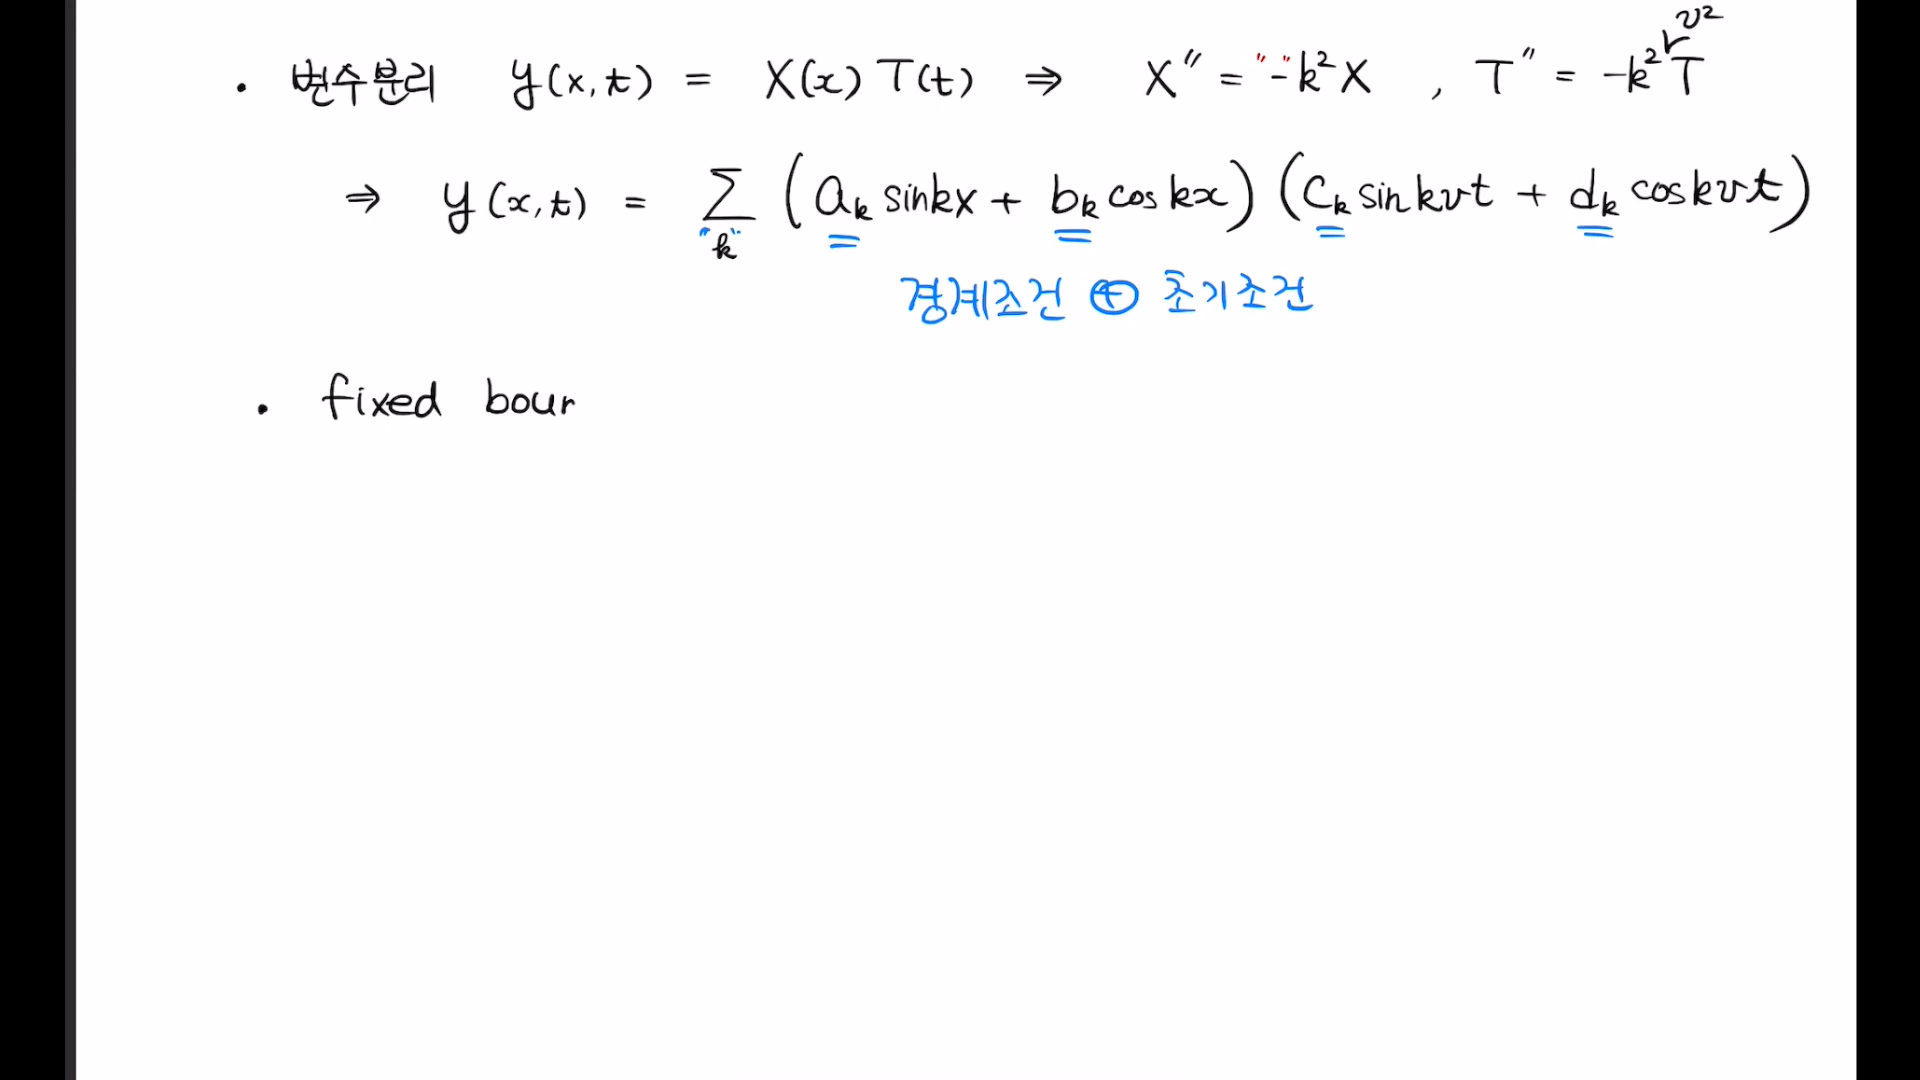 • 변수분리 y(x,t) = X(x)T(t) ⇒ X″ = "-"k²X , T″ = -k²v²T
⇒ y(x,t) = Σ_"k" (a_k sinkx + b_k coskx)(c_k sinkvt + d_k coskvt)
경계조건 ⊕ 초기조건
• fixed bour